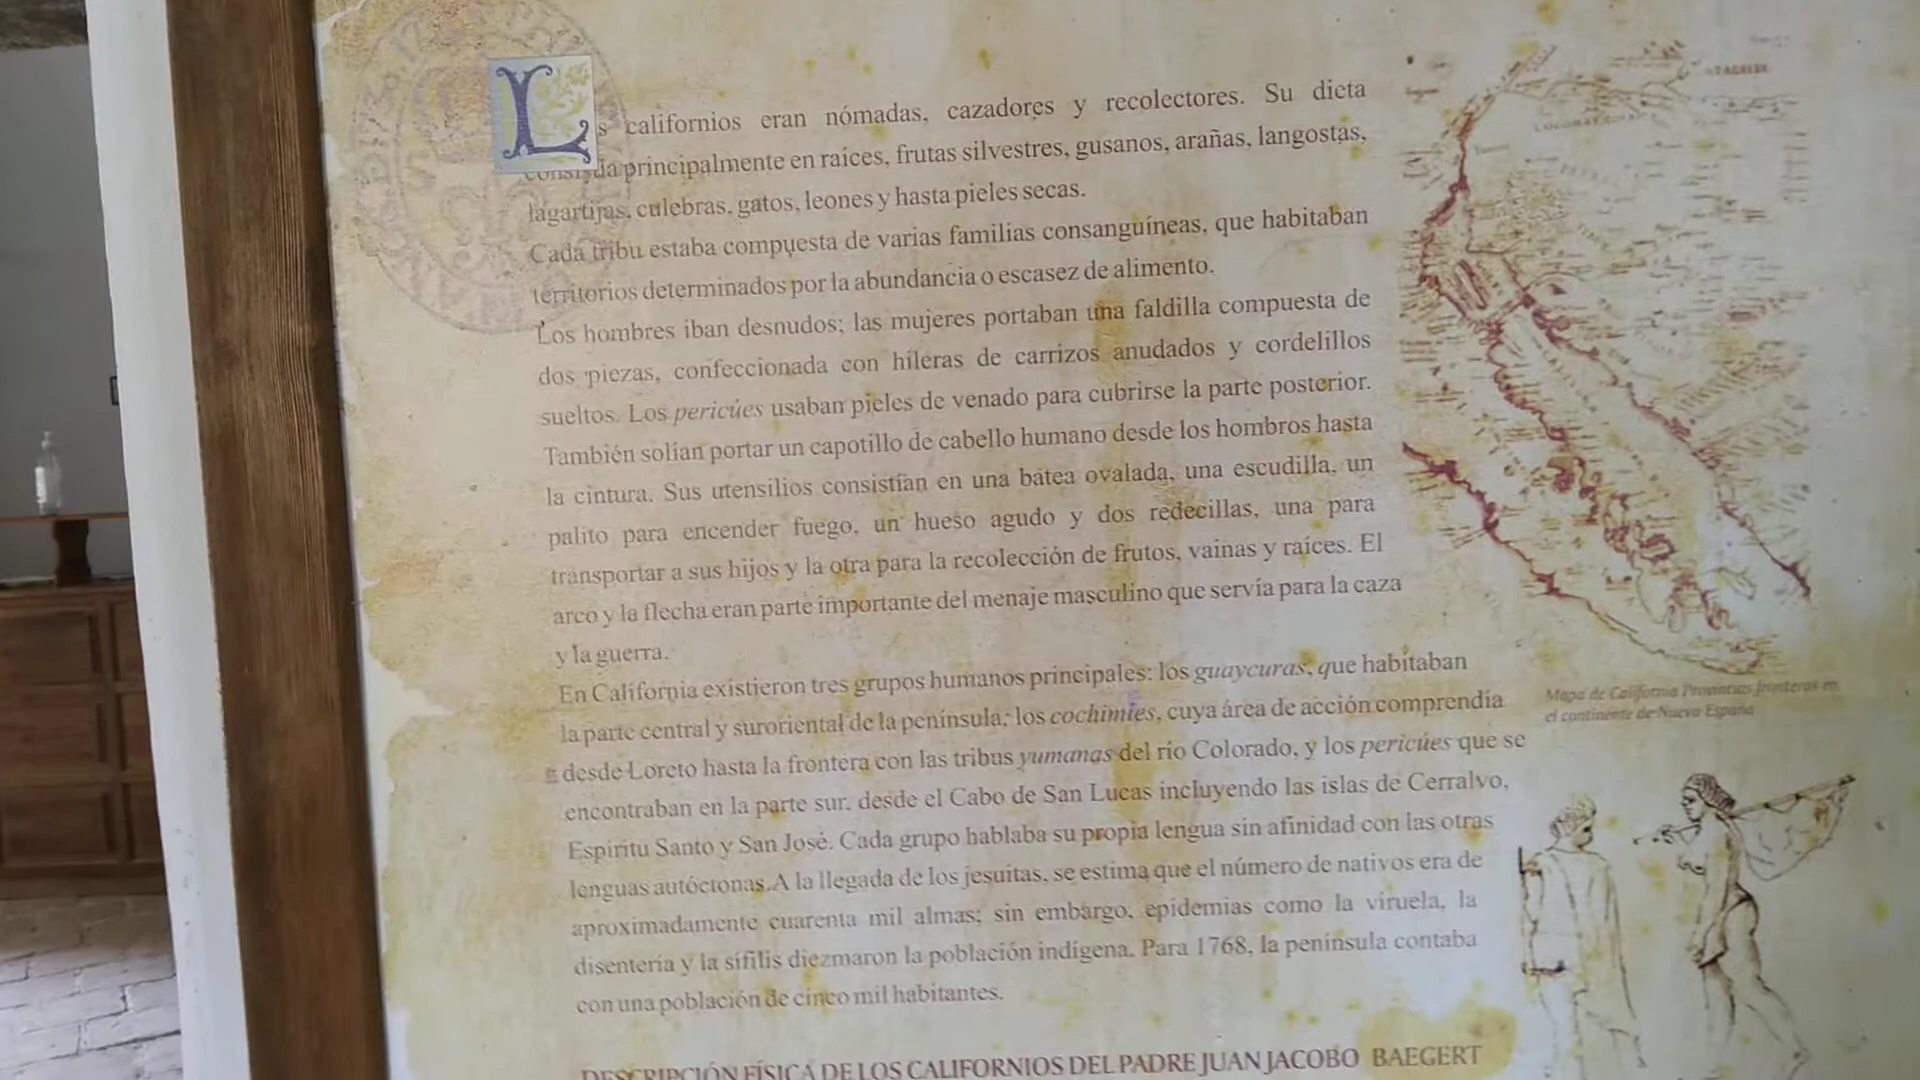 Los californios eran nómadas, cazadores y recolectores. Su dieta
consistía principalmente en raíces, frutas silvestres, gusanos, arañas, langostas,
lagartijas, culebras, gatos, leones y hasta pieles secas.
Cada tribu estaba compuesta de varias familias consanguíneas, que habitaban
territorios determinados por la abundancia o escasez de alimento.
Los hombres iban desnudos; las mujeres portaban una faldilla compuesta de
dos piezas, confeccionada con hileras de carrizos anudados y cordelillos
sueltos. Los pericúes usaban pieles de venado para cubrirse la parte posterior.
También solían portar un capotillo de cabello humano desde los hombros hasta
la cintura. Sus utensilios consistían en una batea ovalada, una escudilla, un
palito para encender fuego, un hueso agudo y dos redecillas, una para
transportar a sus hijos y la otra para la recolección de frutos, vainas y raíces. El
arco y la flecha eran parte importante del menaje masculino que servía para la caza
y la guerra.
En California existieron tres grupos humanos principales: los guaycuras, que habitaban
la parte central y suroriental de la península; los cochimíes, cuya área de acción comprendía
desde Loreto hasta la frontera con las tribus yumanas del río Colorado, y los pericúes que se
encontraban en la parte sur, desde el Cabo de San Lucas incluyendo las islas de Cerralvo,
Espíritu Santo y San José. Cada grupo hablaba su propia lengua sin afinidad con las otras
lenguas autóctonas. A la llegada de los jesuitas, se estima que el número de nativos era de
aproximadamente cuarenta mil almas; sin embargo, epidemias como la viruela, la
disentería y la sífilis diezmaron la población indígena. Para 1768, la península contaba
con una población de cinco mil habitantes.
Mapa de California Provincias fronteras en
el continente de Nueva España
DESCRIPCIÓN FÍSICA DE LOS CALIFORNIOS DEL PADRE JUAN JACOBO BAEGERT